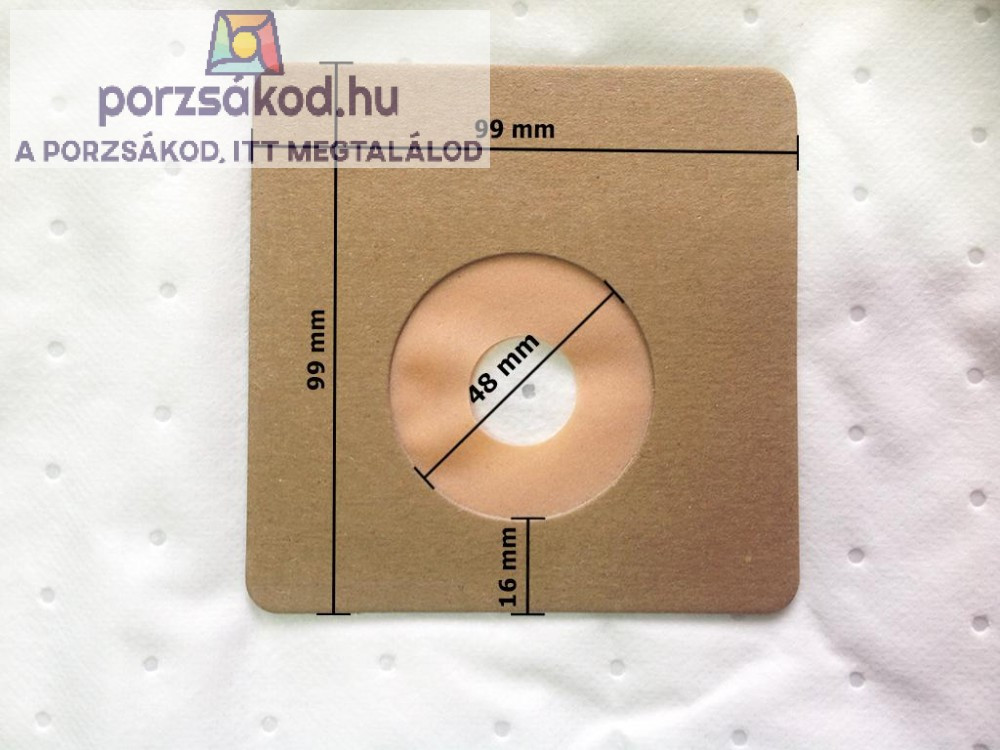 porzsákod.hu
A PORZSÁKOD, ITT MEGTALÁLOD
99 mm
99 mm
48 mm
16 mm